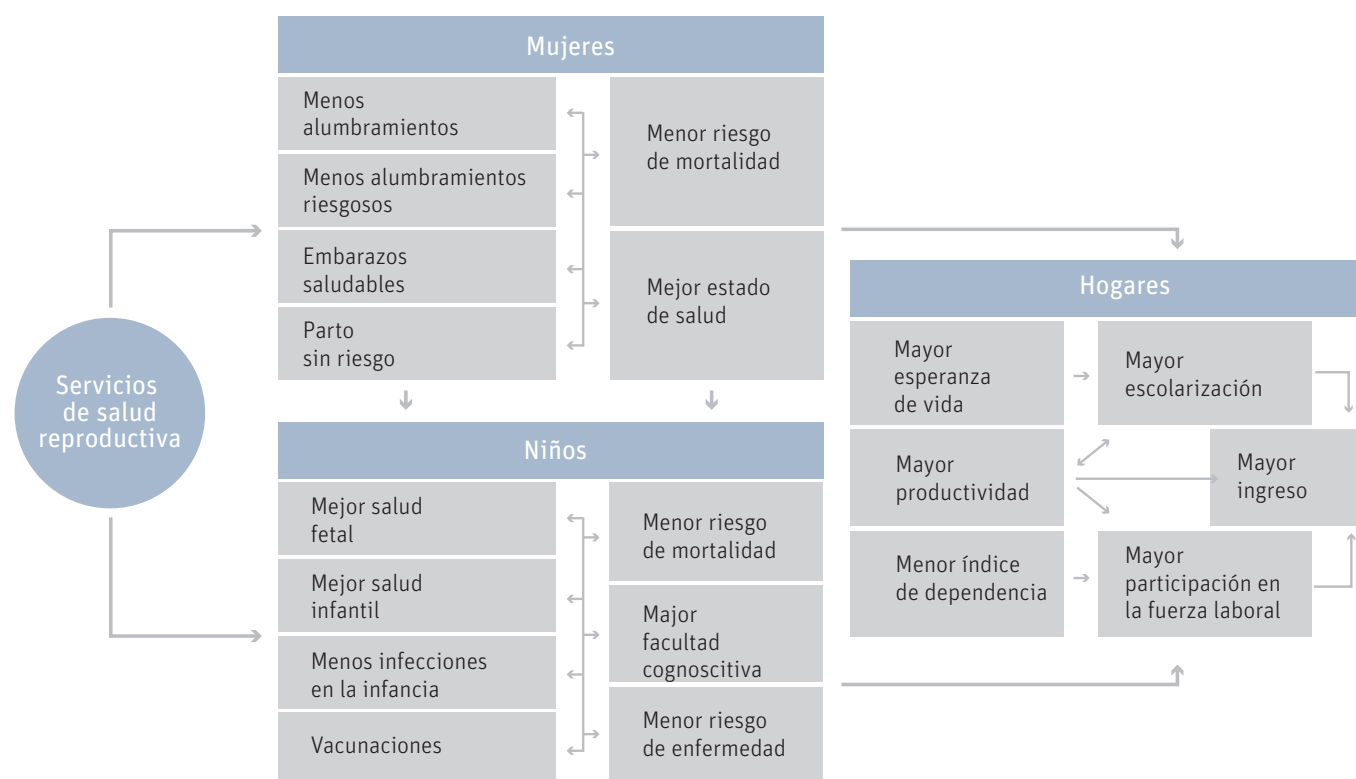 Servicios
de salud
reproductiva
Mujeres
Menos
alumbramientos
Menos alumbramientos
riesgosos
Embarazos
saludables
Parto
sin riesgo
Menor riesgo
de mortalidad
Mejor estado
de salud
Niños
Mejor salud
fetal
Mejor salud
infantil
Menos infecciones
en la infancia
Vacunaciones
Menor riesgo
de mortalidad
Major
facultad
cognoscitiva
Menor riesgo
de enfermedad
Hogares
Mayor
esperanza
de vida
Mayor
escolarización
Mayor
productividad
Mayor
ingreso
Menor índice
de dependencia
Mayor
participación en
la fuerza laboral